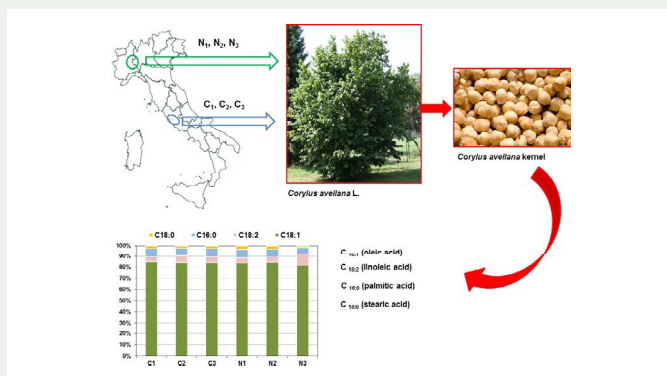 N1, N2, N3
C1, C2, C3
Corylus avellana L.
Corylus avellana kernel
C18:0 C16:0 C18:2 C18:1
100%
90%
80%
70%
60%
50%
40%
30%
20%
10%
0%
C1 C2 C3 N1 N2 N3
C 18:1 (oleic acid)
C 18:2 (linoleic acid)
C 16:0 (palmitic acid)
C 18:0 (stearic acid)